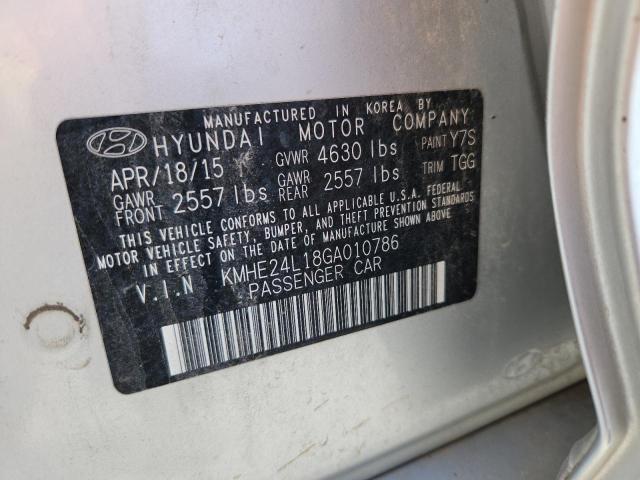 MANUFACTURED IN KOREA BY
HYUNDAI MOTOR COMPANY
APR/18/15 GVWR 4630 lbs PAINT Y7S
GAWR FRONT 2557 lbs GAWR REAR 2557 lbs TRIM TGG
THIS VEHICLE CONFORMS TO ALL APPLICABLE U.S.A. FEDERAL
MOTOR VEHICLE SAFETY, BUMPER, AND THEFT PREVENTION STANDARDS
IN EFFECT ON THE DATE OF MANUFACTURE SHOWN ABOVE.
V.I.N KMHE24L18GA010786
PASSENGER CAR